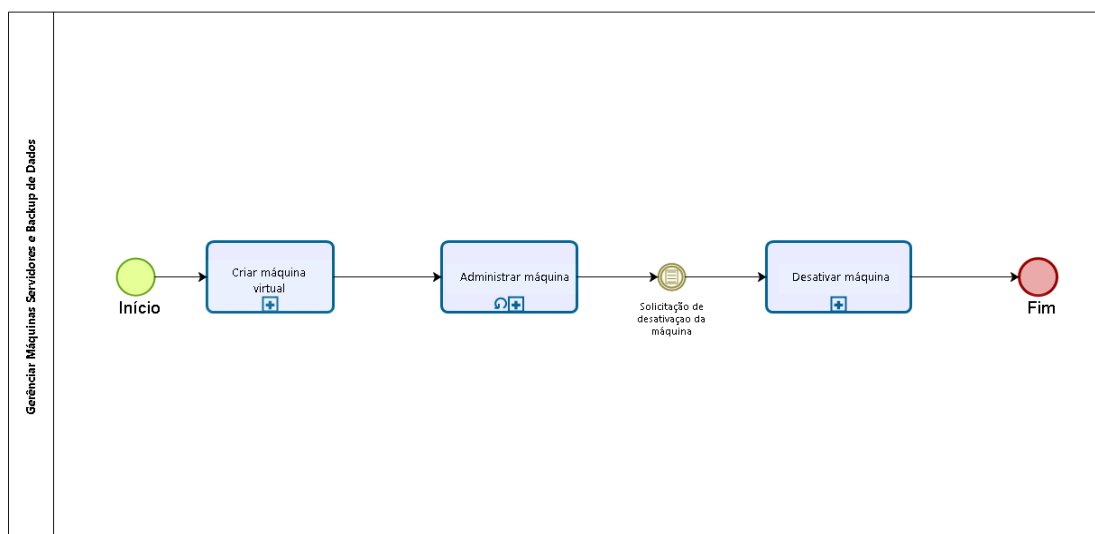 Gerênciar Máquinas Servidores e Backup de Dados
Início
Criar máquina
virtual
Administrar máquina
Solicitação de
desativaçao da
máquina
Desativar máquina
Fim